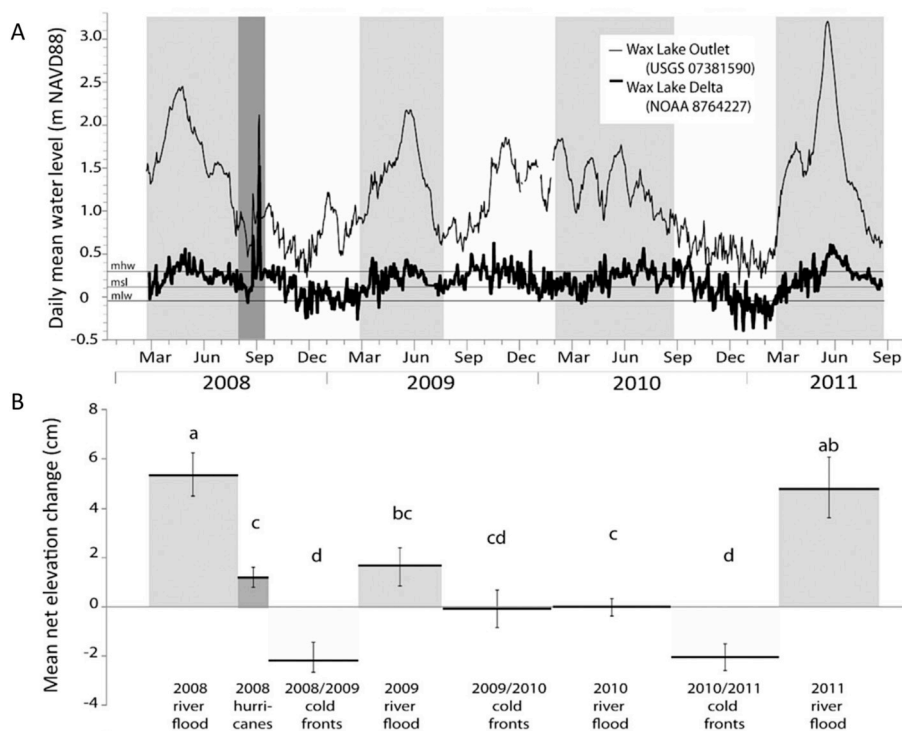 A
Daily mean water level (m NAVD88)
3.0
2.5
2.0
1.5
1.0
0.5
0
-0.5
mhw
msl
mlw
Wax Lake Outlet
(USGS 07381590)
Wax Lake Delta
(NOAA 8764227)
Mar Jun Sep Dec Mar Jun Sep Dec Mar Jun Sep Dec Mar Jun Sep
2008 2009 2010 2011
B
Mean net elevation change (cm)
8
6
4
2
0
-2
-4
a c d bc cd c d ab
2008 2008 2008/2009 2009 2009/2010 2010 2010/2011 2011
river hurri- cold river cold river cold river
flood canes fronts flood fronts flood fronts flood